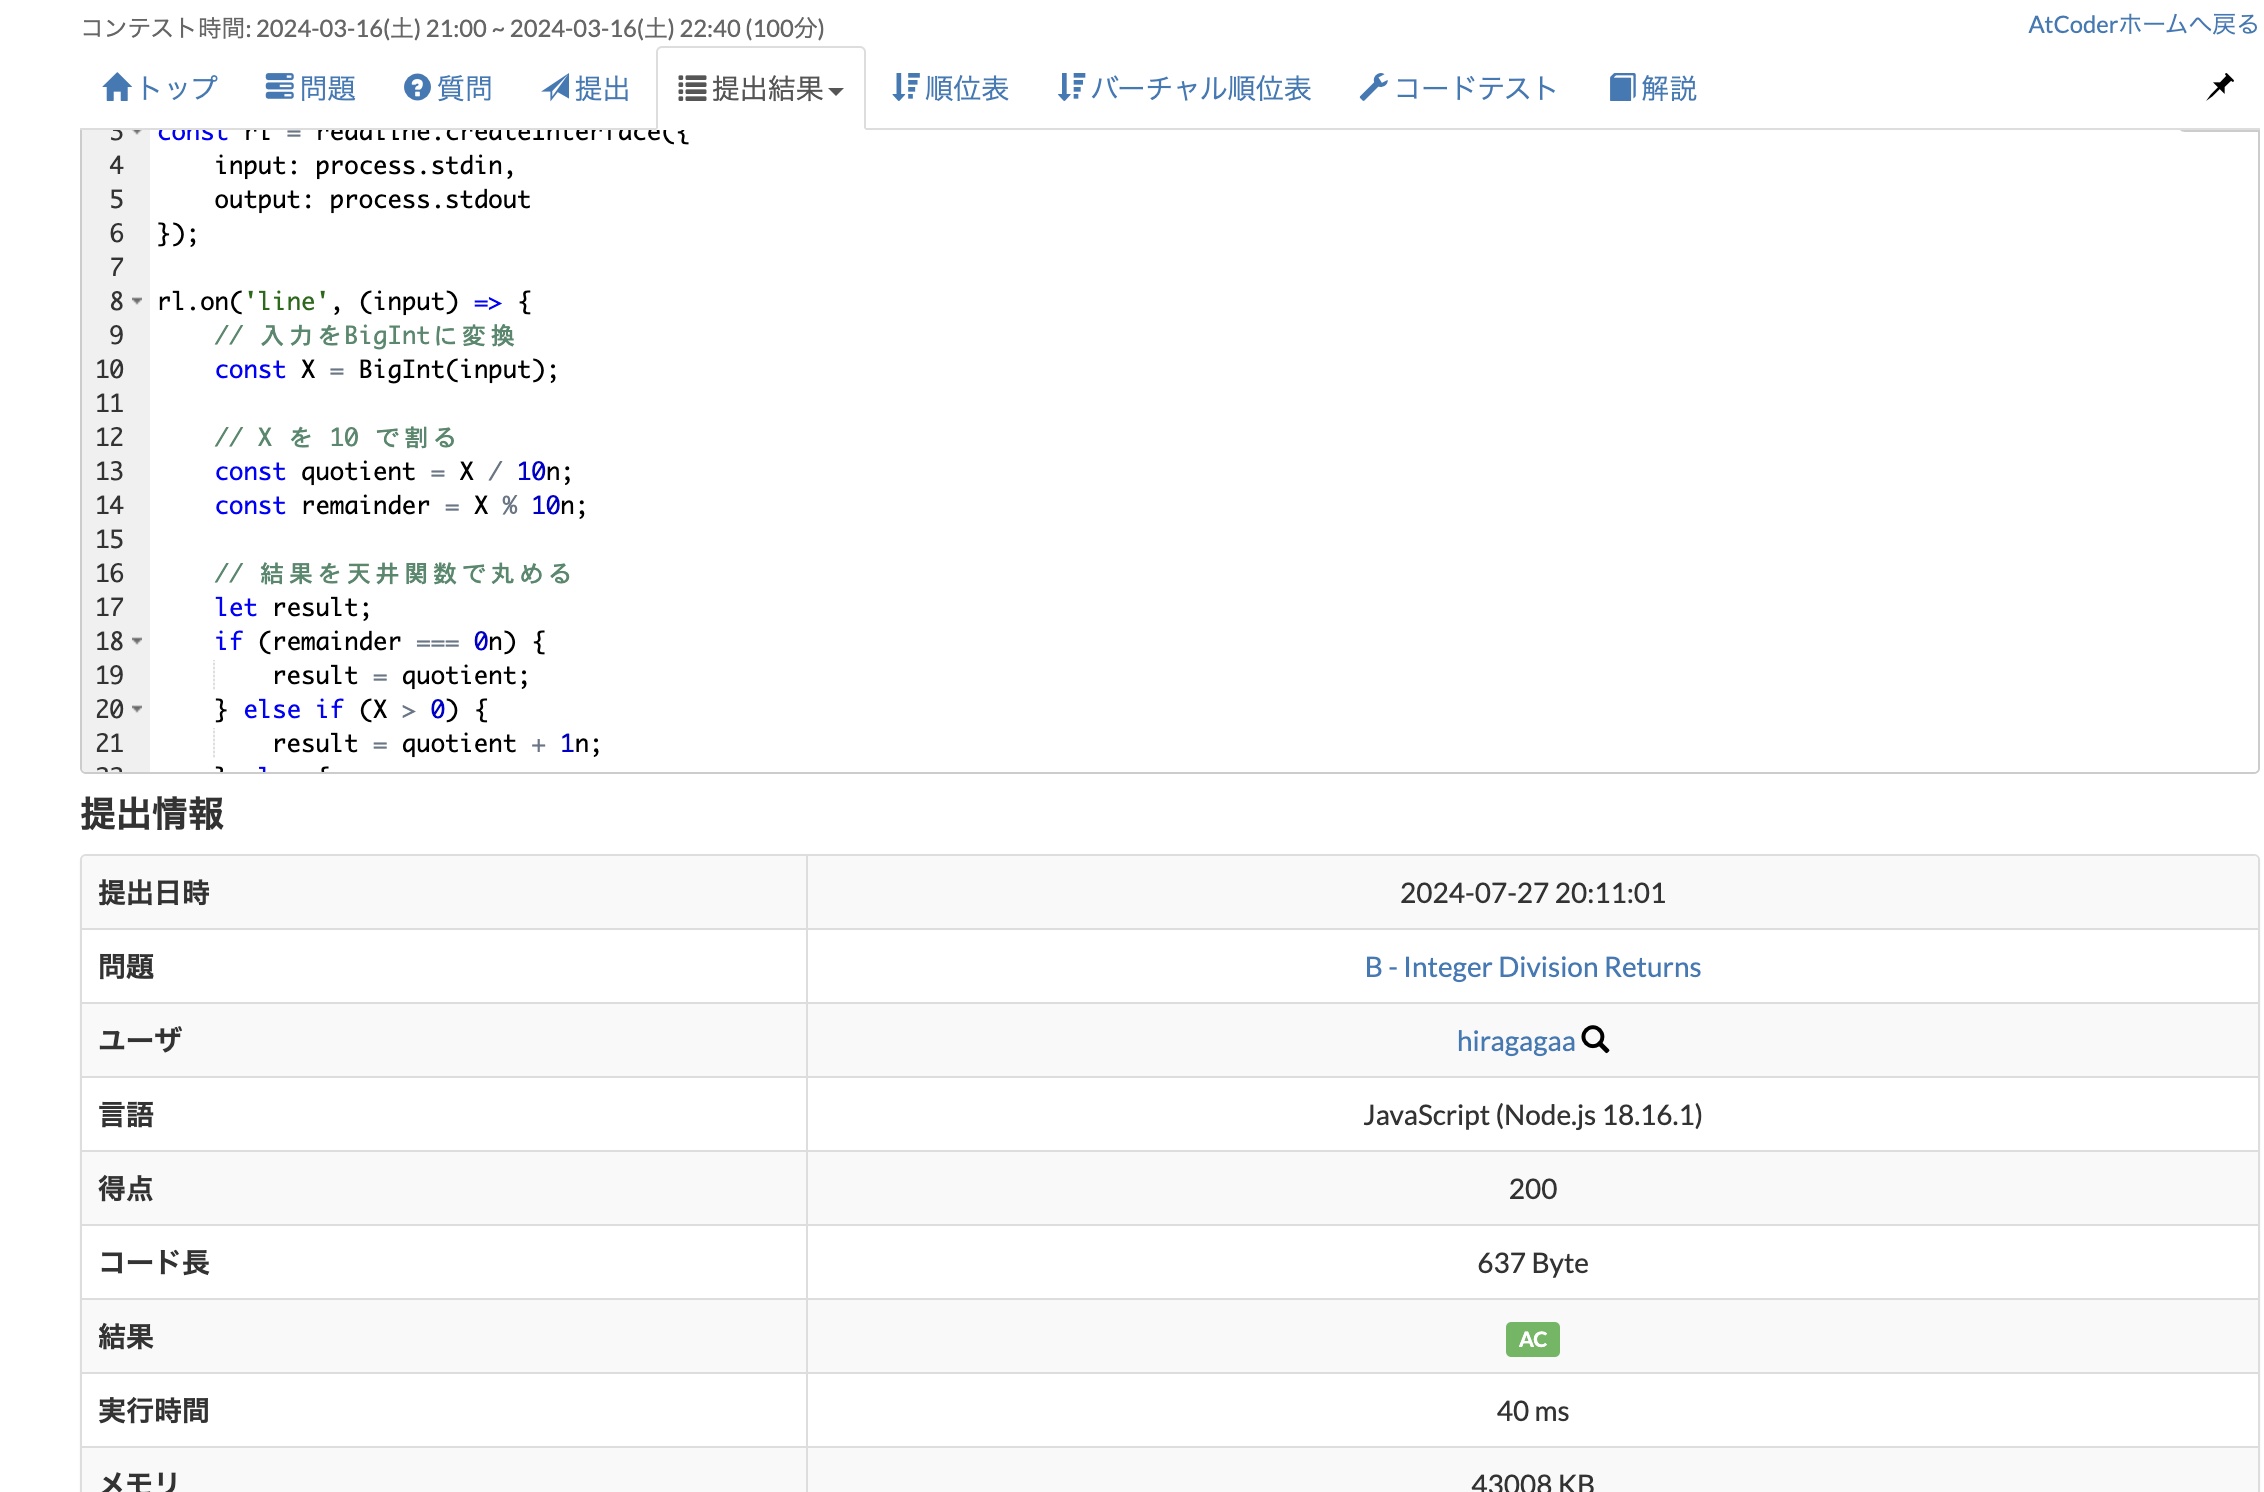 コンテスト時間: 2024-03-16(土) 21:00 ~ 2024-03-16(土) 22:40 (100分)
AtCoderホームへ戻る
トップ 問題 質問 提出 提出結果 順位表 バーチャル順位表 コードテスト 解説
3 const rl = readline.createInterface({
4     input: process.stdin,
5     output: process.stdout
6 });
7
8 rl.on('line', (input) => {
9     // 入力をBigIntに変換
10     const X = BigInt(input);
11
12     // X を 10 で割る
13     const quotient = X / 10n;
14     const remainder = X % 10n;
15
16     // 結果を天井関数で丸める
17     let result;
18     if (remainder === 0n) {
19         result = quotient;
20     } else if (X > 0) {
21         result = quotient + 1n;
提出情報
提出日時 2024-07-27 20:11:01
問題 B - Integer Division Returns
ユーザ hiragagaa
言語 JavaScript (Node.js 18.16.1)
得点 200
コード長 637 Byte
結果 AC
実行時間 40 ms
メモリ 43008 KB